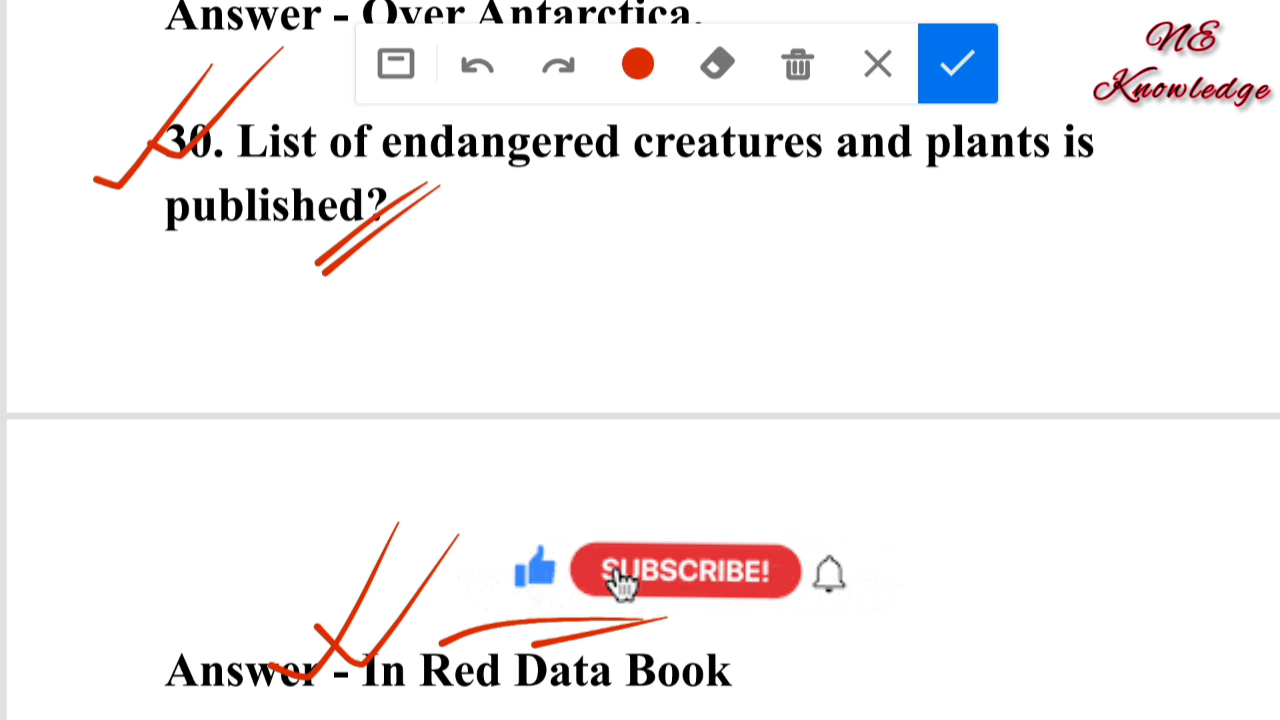 Answer - Over Antarctica.
NE
Knowledge
30. List of endangered creatures and plants is
published?
SUBSCRIBE!
Answer - In Red Data Book